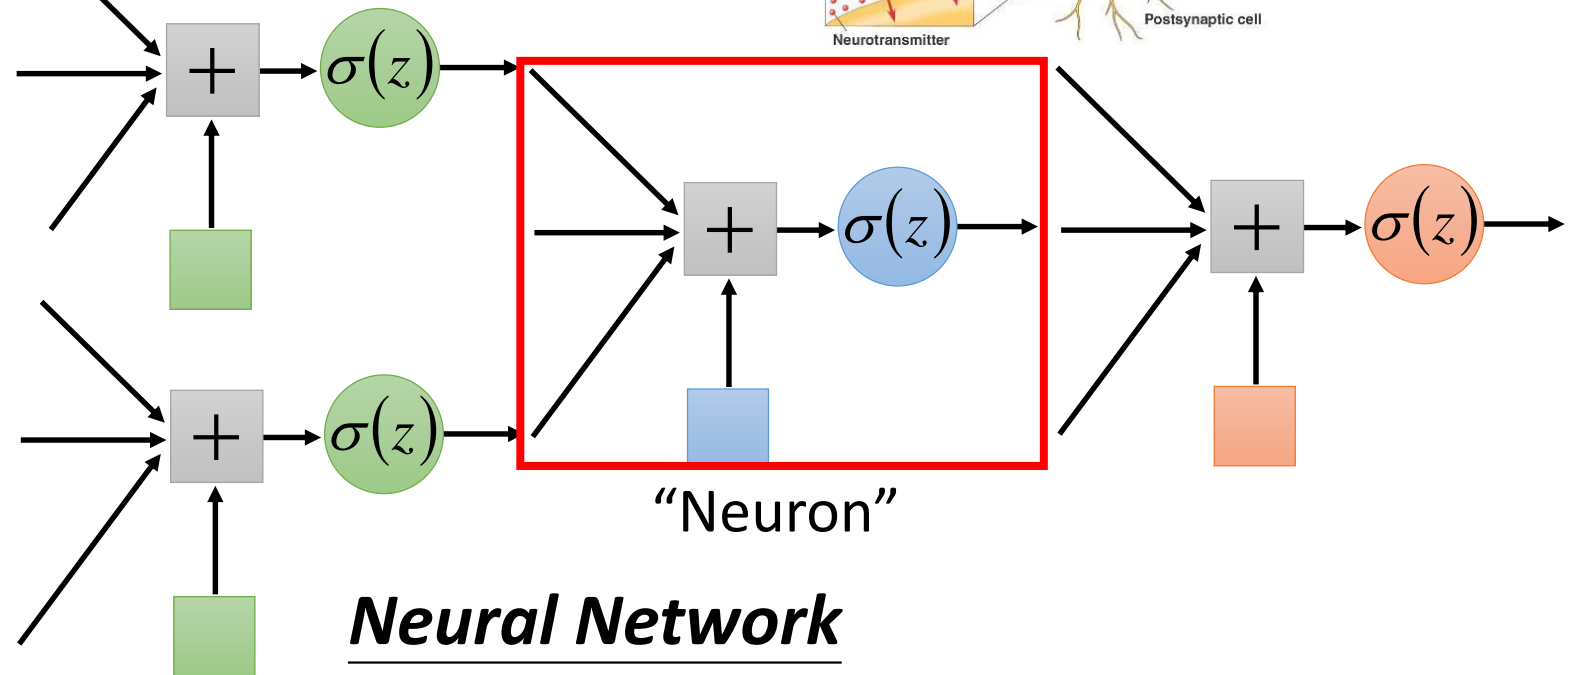 Postsynaptic cell
Neurotransmitter
+
σ(z)
+
σ(z)
+
σ(z)
+
σ(z)
“Neuron”
Neural Network